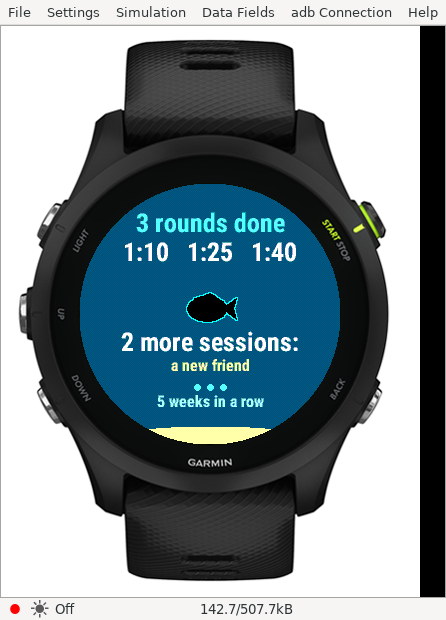 File Settings Simulation Data Fields adb Connection Help
3 rounds done
1:10 1:25 1:40
START STOP
LIGHT
UP
2 more sessions:
a new friend
5 weeks in a row
DOWN
BACK
GARMIN
Off 142.7/507.7kB